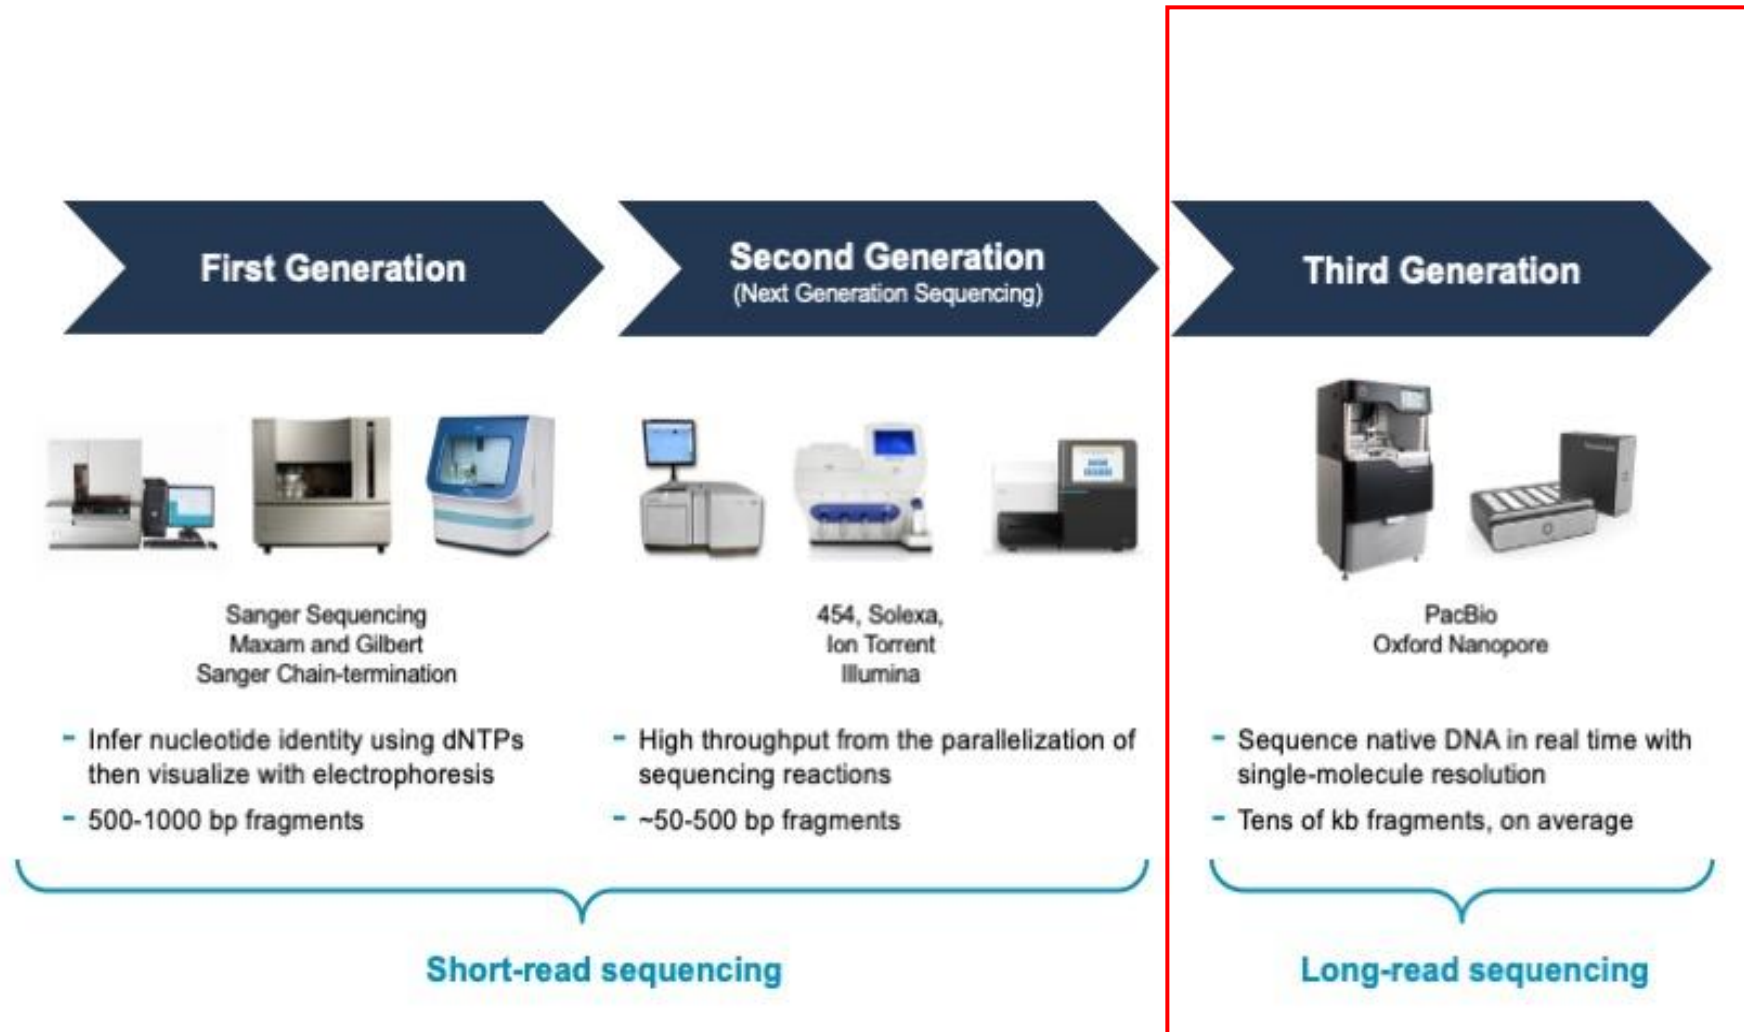 First Generation
Second Generation
(Next Generation Sequencing)
Third Generation
Sanger Sequencing
Maxam and Gilbert
Sanger Chain-termination
454, Solexa,
Ion Torrent
Illumina
PacBio
Oxford Nanopore
- Infer nucleotide identity using dNTPs
then visualize with electrophoresis
- 500-1000 bp fragments
- High throughput from the parallelization of
sequencing reactions
- ~50-500 bp fragments
- Sequence native DNA in real time with
single-molecule resolution
- Tens of kb fragments, on average
Short-read sequencing
Long-read sequencing